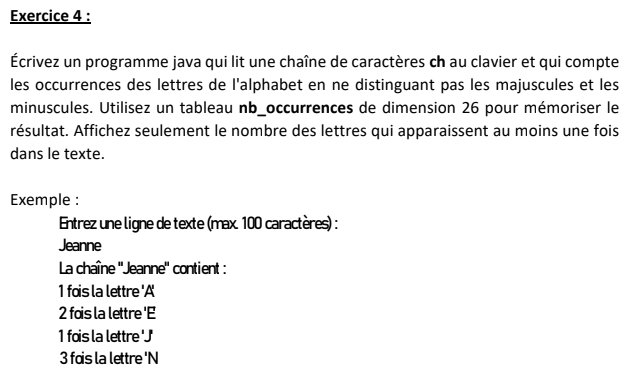 Exercice 4 :
Écrivez un programme java qui lit une chaîne de caractères ch au clavier et qui compte
les occurrences des lettres de l'alphabet en ne distinguant pas les majuscules et les
minuscules. Utilisez un tableau nb_occurrences de dimension 26 pour mémoriser le
résultat. Affichez seulement le nombre des lettres qui apparaissent au moins une fois
dans le texte.
Exemple :
Entrez une ligne de texte (max. 100 caractères) :
Jeanne
La chaîne "Jeanne" contient :
1 fois la lettre 'A'
2 fois la lettre 'E'
1 fois la lettre 'J'
3 fois la lettre 'N